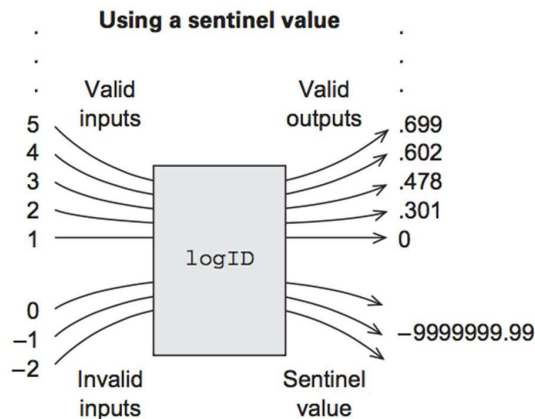 Using a sentinel value
.
.
.
.
.
.
Valid
inputs
Valid
outputs
5
4
3
2
1
0
–1
–2
logID
.699
.602
.478
.301
0
–9999999.99
Invalid
inputs
Sentinel
value